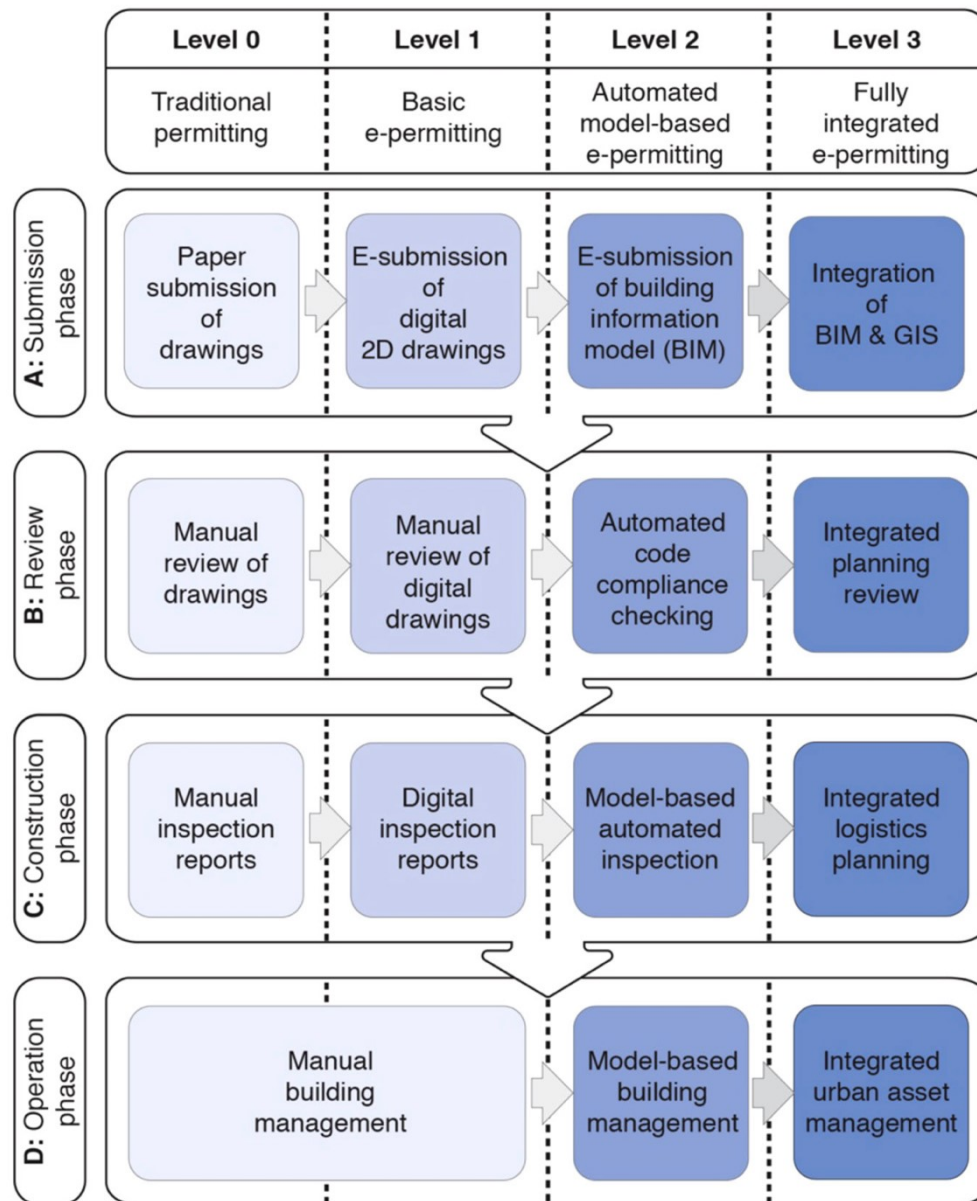 Level 0
Level 1
Level 2
Level 3
Traditional
permitting
Basic
e-permitting
Automated
model-based
e-permitting
Fully
integrated
e-permitting
A: Submission
phase
Paper
submission
of
drawings
E-submission
of
digital
2D drawings
E-submission
of building
information
model (BIM)
Integration
of
BIM & GIS
B: Review
phase
Manual
review of
drawings
Manual
review of
digital
drawings
Automated
code
compliance
checking
Integrated
planning
review
C: Construction
phase
Manual
inspection
reports
Digital
inspection
reports
Model-based
automated
inspection
Integrated
logistics
planning
D: Operation
phase
Manual
building
management
Model-based
building
management
Integrated
urban asset
management